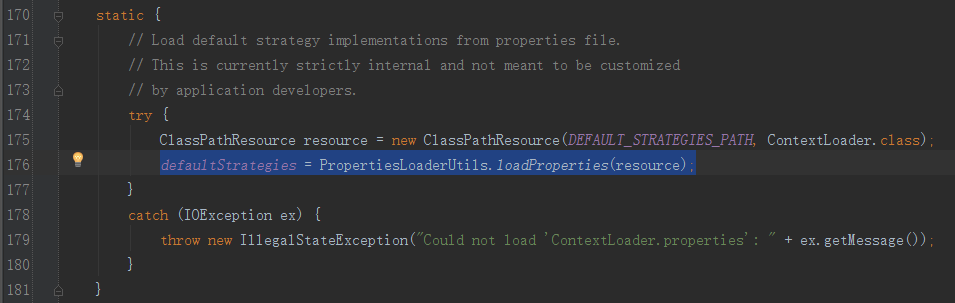 170 static {
171 // Load default strategy implementations from properties file.
172 // This is currently strictly internal and not meant to be customized
173 // by application developers.
174 try {
175 ClassPathResource resource = new ClassPathResource(DEFAULT_STRATEGIES_PATH, ContextLoader.class);
176 defaultStrategies = PropertiesLoaderUtils.loadProperties(resource);
177 }
178 catch (IOException ex) {
179 throw new IllegalStateException("Could not load 'ContextLoader.properties': " + ex.getMessage());
180 }
181 }